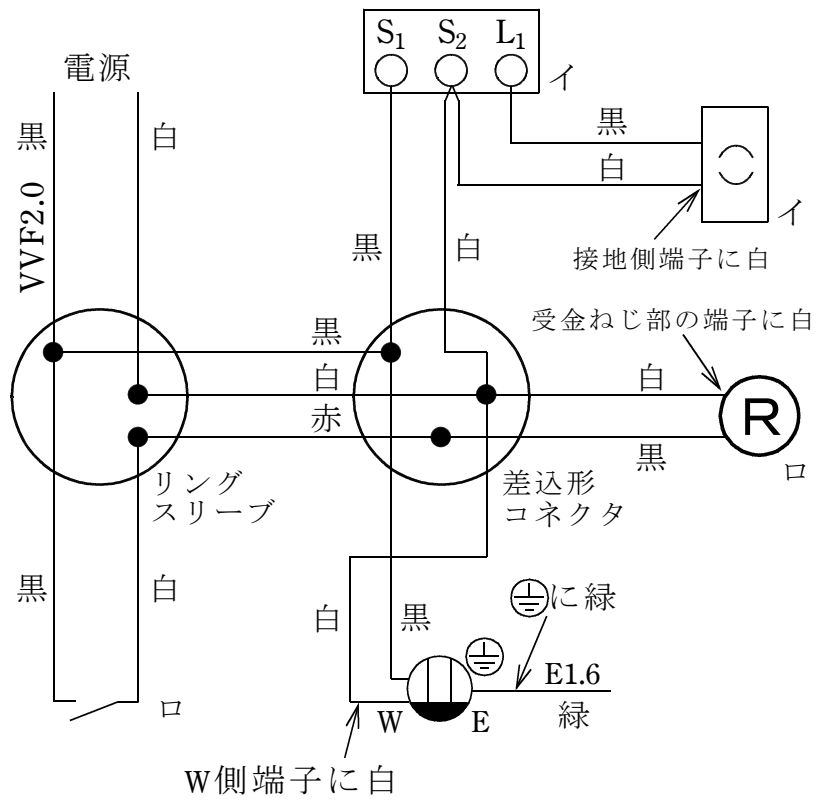 S₁ S₂ L₁
イ
電源
黒
白
VVF2.0
黒
白
イ
接地側端子に白
黒
白
受金ねじ部の端子に白
黒
白
赤
白
黒
R
ロ
リング
スリーブ
差込形
コネクタ
黒
白
ロ
白
黒
に緑
E1.6
緑
W
E
W側端子に白